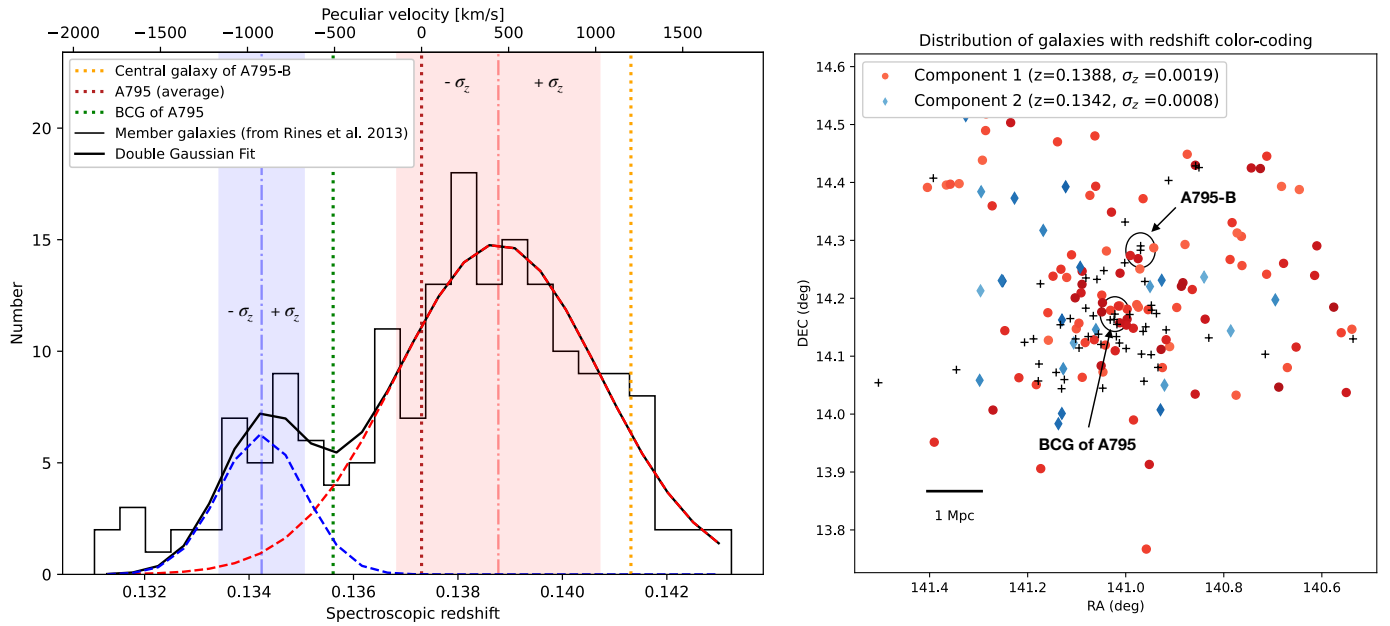 Peculiar velocity [km/s]
−2000 −1500 −1000 −500 0 500 1000 1500
Central galaxy of A795-B
A795 (average)
BCG of A795
Member galaxies (from Rines et al. 2013)
Double Gaussian Fit
- σz + σz
- σz + σz
Number
20
15
10
5
0
0.132 0.134 0.136 0.138 0.140 0.142
Spectroscopic redshift
Distribution of galaxies with redshift color-coding
Component 1 (z=0.1388, σz =0.0019)
Component 2 (z=0.1342, σz =0.0008)
A795-B
BCG of A795
1 Mpc
DEC (deg)
14.6
14.5
14.4
14.3
14.2
14.1
14.0
13.9
13.8
141.4 141.2 141.0 140.8 140.6
RA (deg)